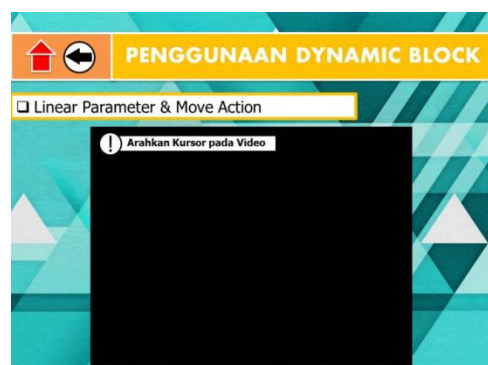 PENGGUNAAN DYNAMIC BLOCK
Linear Parameter & Move Action
Arahkan Kursor pada Video